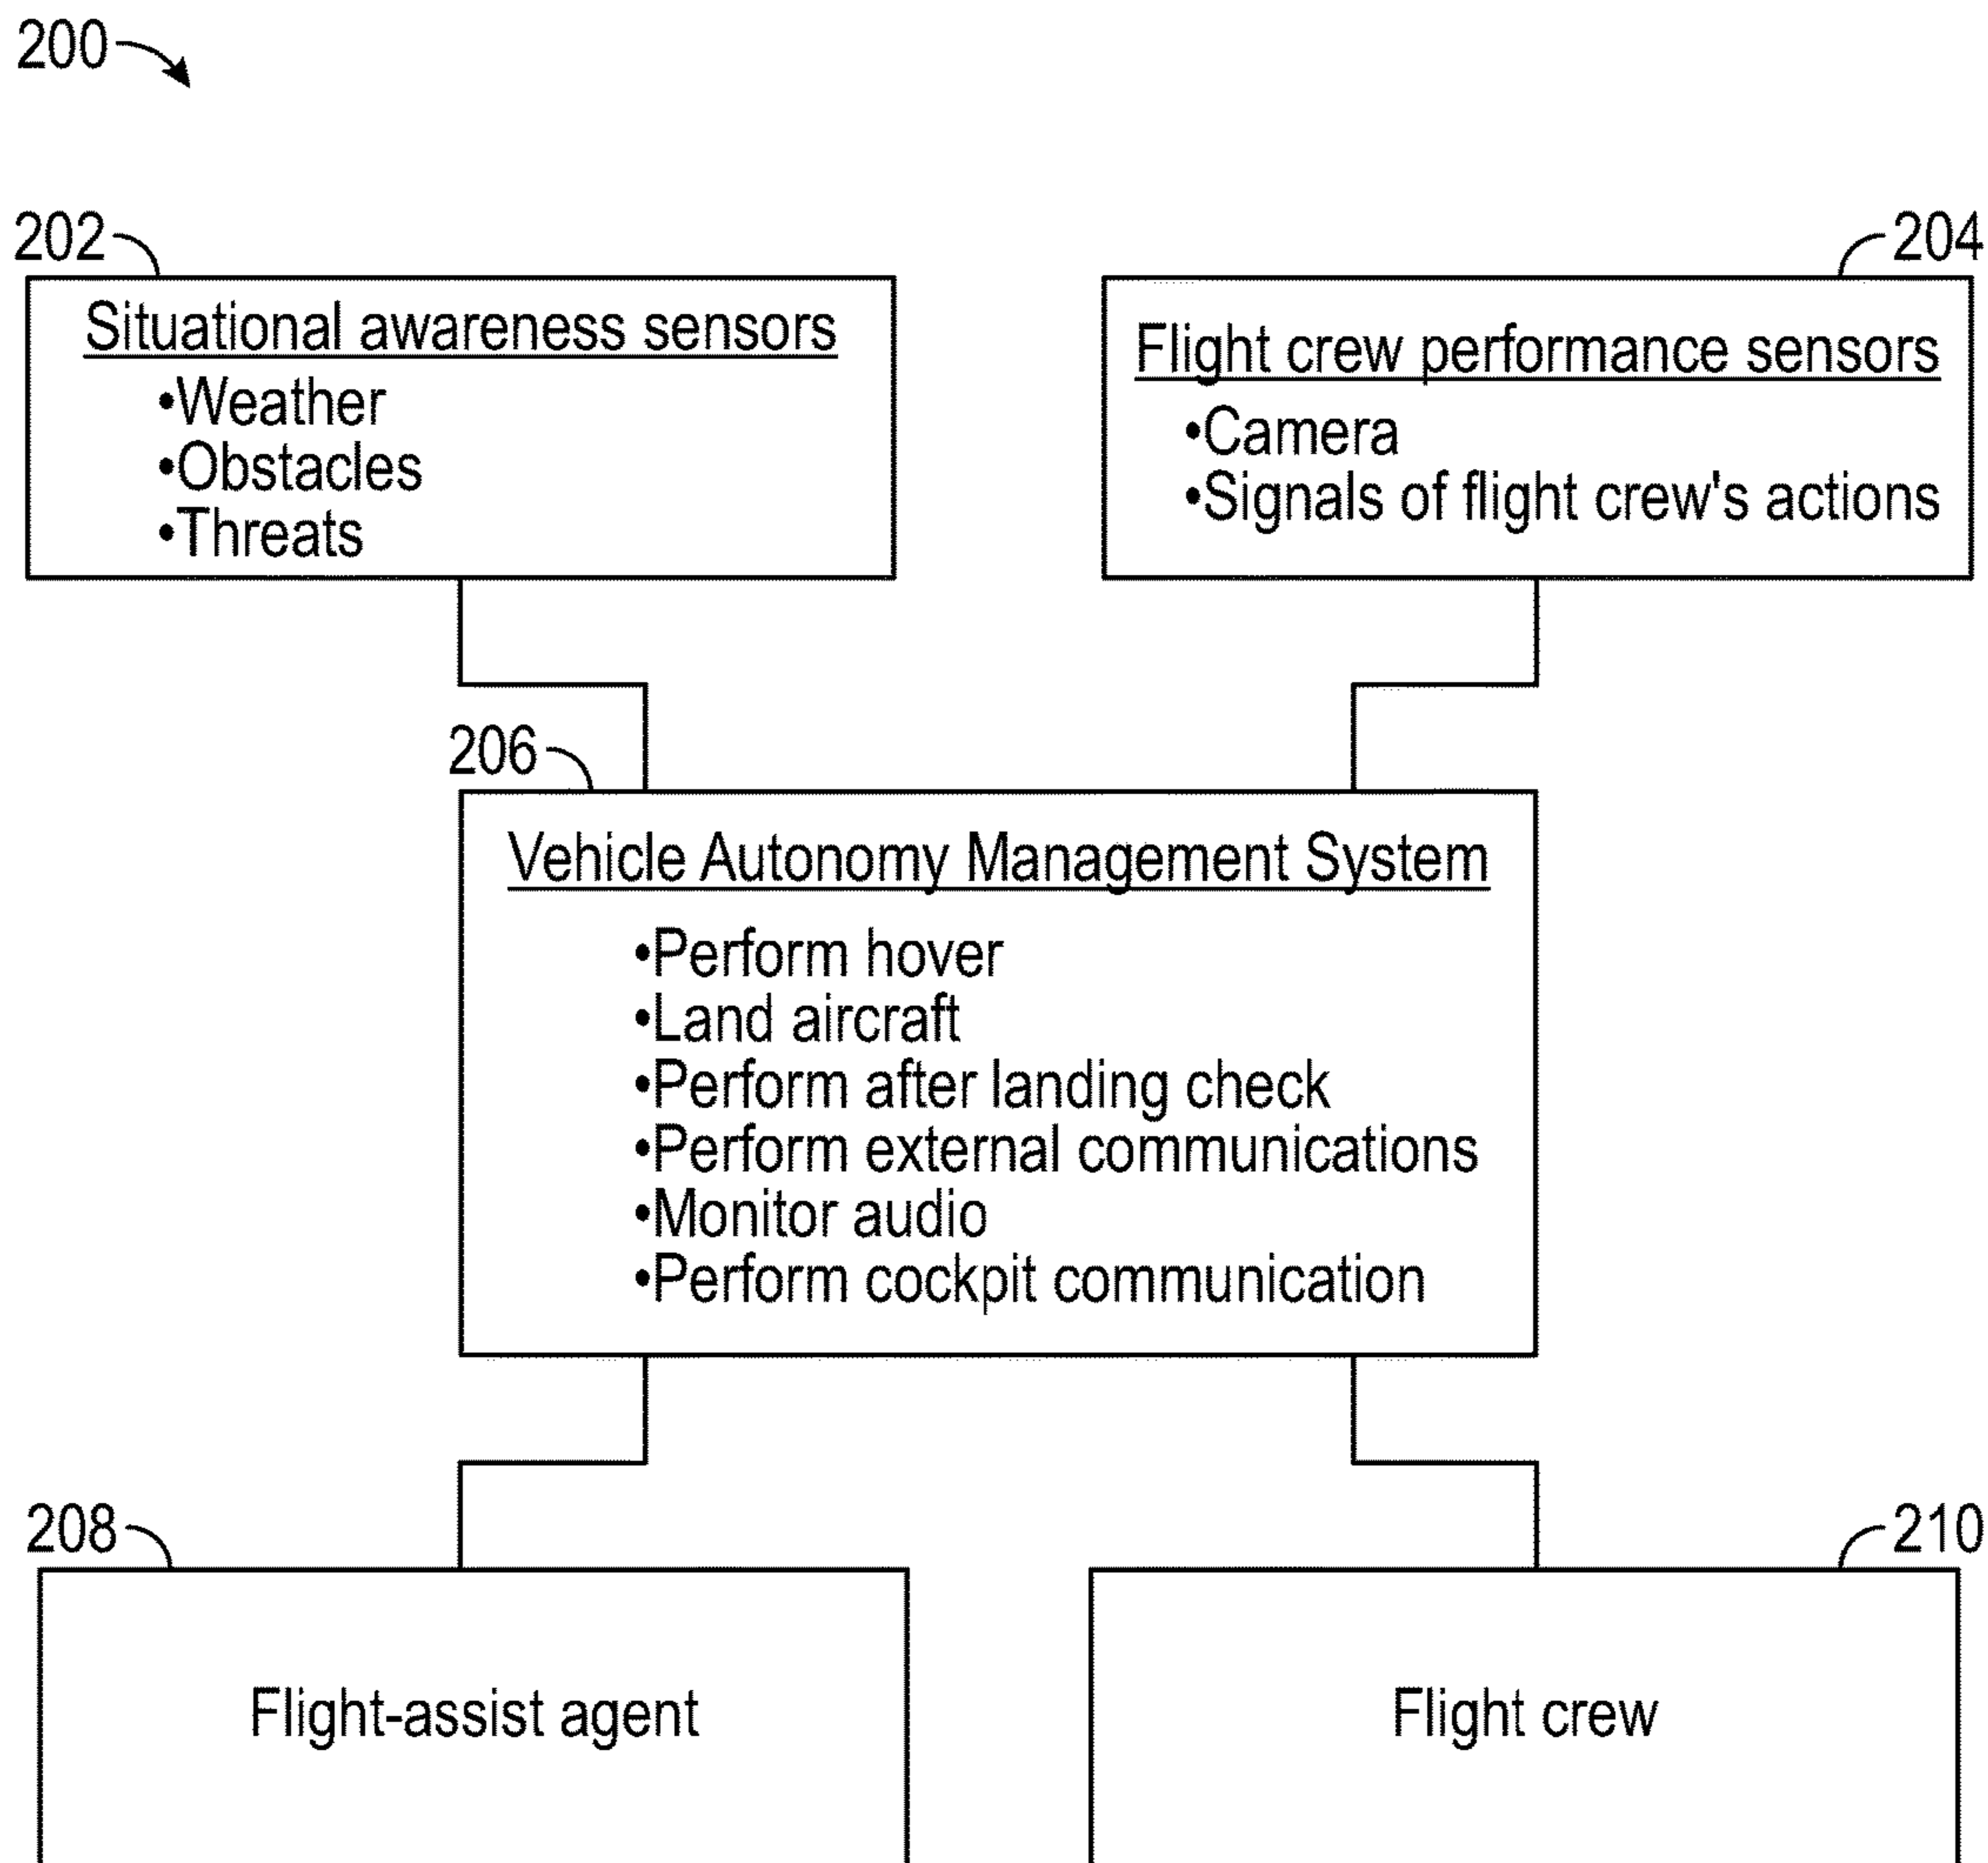 200
202
204
Situational awareness sensors
•Weather
•Obstacles
•Threats
Flight crew performance sensors
•Camera
•Signals of flight crew's actions
206
Vehicle Autonomy Management System
•Perform hover
•Land aircraft
•Perform after landing check
•Perform external communications
•Monitor audio
•Perform cockpit communication
208
210
Flight-assist agent
Flight crew